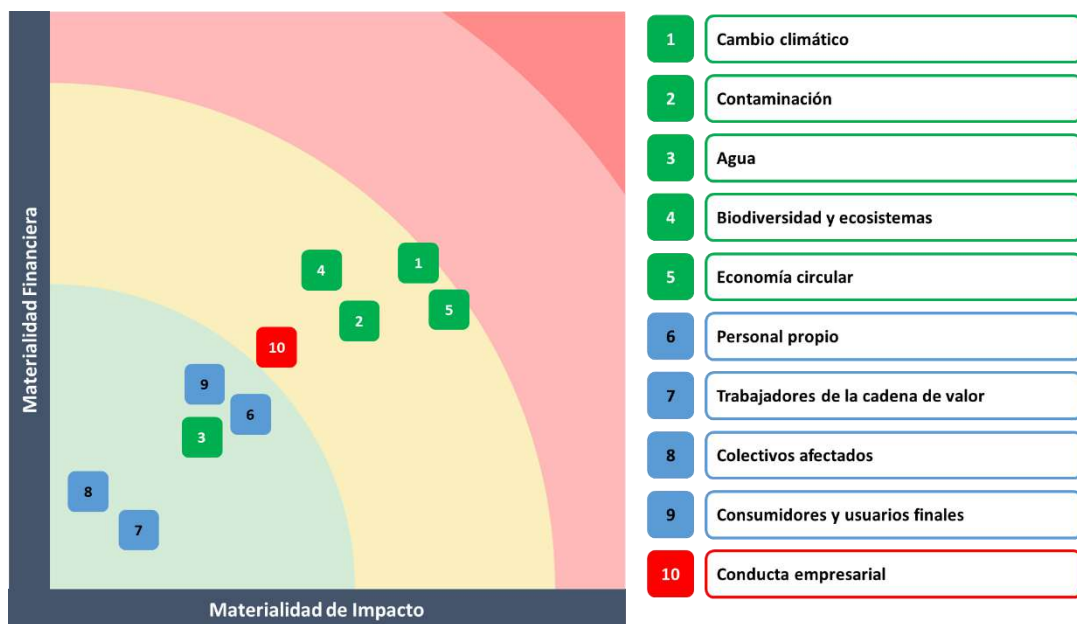 Materialidad Financiera
4
1
5
2
10
9
6
3
8
7
Materialidad de Impacto
1 Cambio climático
2 Contaminación
3 Agua
4 Biodiversidad y ecosistemas
5 Economía circular
6 Personal propio
7 Trabajadores de la cadena de valor
8 Colectivos afectados
9 Consumidores y usuarios finales
10 Conducta empresarial